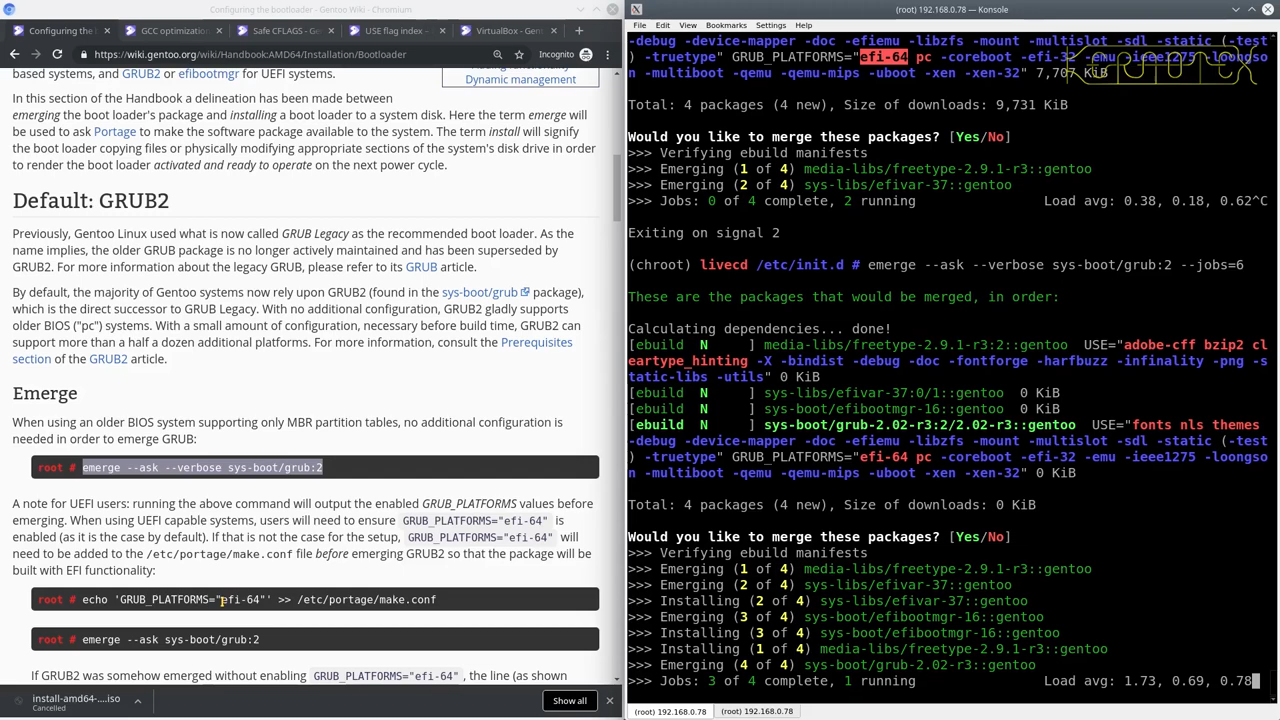 Configuring the bootloader - Gentoo Wiki - Chromium
Configuring the
GCC optimizatio
Safe CFLAGS - Ge
USE flag index -
VirtualBox - Gent
https://wiki.gentoo.org/wiki/Handbook:AMD64/Installation/Bootloader
Incognito
based systems, and GRUB2 or efibootmgr for UEFI systems.
Dynamic management
In this section of the Handbook a delineation has been made between
emerging the boot loader's package and installing a boot loader to a system disk. Here the term emerge will
be used to ask Portage to make the software package available to the system. The term install will signify
the boot loader copying files or physically modifying appropriate sections of the system's disk drive in order
to render the boot loader activated and ready to operate on the next power cycle.
Default: GRUB2
Previously, Gentoo Linux used what is now called GRUB Legacy as the recommended boot loader. As the
name implies, the older GRUB package is no longer actively maintained and has been superseded by
GRUB2. For more information about the legacy GRUB, please refer to its GRUB article.
By default, the majority of Gentoo systems now rely upon GRUB2 (found in the sys-boot/grub package),
which is the direct successor to GRUB Legacy. With no additional configuration, GRUB2 gladly supports
older BIOS ("pc") systems. With a small amount of configuration, necessary before build time, GRUB2 can
support more than a half a dozen additional platforms. For more information, consult the Prerequisites
section of the GRUB2 article.
Emerge
When using an older BIOS system supporting only MBR partition tables, no additional configuration is
needed in order to emerge GRUB:
root # emerge --ask --verbose sys-boot/grub:2
A note for UEFI users: running the above command will output the enabled GRUB_PLATFORMS values before
emerging. When using UEFI capable systems, users will need to ensure GRUB_PLATFORMS="efi-64" is
enabled (as it is the case by default). If that is not the case for the setup, GRUB_PLATFORMS="efi-64" will
need to be added to the /etc/portage/make.conf file before emerging GRUB2 so that the package will be
built with EFI functionality:
root # echo 'GRUB_PLATFORMS="efi-64"' >> /etc/portage/make.conf
root # emerge --ask sys-boot/grub:2
If GRUB2 was somehow emerged without enabling GRUB_PLATFORMS="efi-64", the line (as shown
install-amd64-....iso
Cancelled
Show all
(root) 192.168.0.78 — Konsole
File Edit View Bookmarks Settings Help
-debug -device-mapper -doc -efiemu -libzfs -mount -multislot -sdl -static (-test
) -truetype" GRUB_PLATFORMS="efi-64 pc -coreboot -efi-32 -emu -ieee1275 -loongso
n -multiboot -qemu -qemu-mips -uboot -xen -xen-32" 7,707 KiB
Total: 4 packages (4 new), Size of downloads: 9,731 KiB
Would you like to merge these packages? [Yes/No]
>>> Verifying ebuild manifests
>>> Emerging (1 of 4) media-libs/freetype-2.9.1-r3::gentoo
>>> Emerging (2 of 4) sys-libs/efivar-37::gentoo
>>> Jobs: 0 of 4 complete, 2 running Load avg: 0.38, 0.18, 0.62^C
Exiting on signal 2
(chroot) livecd /etc/init.d # emerge --ask --verbose sys-boot/grub:2 --jobs=6
These are the packages that would be merged, in order:
Calculating dependencies... done!
[ebuild N ] media-libs/freetype-2.9.1-r3:2::gentoo USE="adobe-cff bzip2 cl
eartype_hinting -X -bindist -debug -doc -fontforge -harfbuzz -infinality -png -s
tatic-libs -utils" 0 KiB
[ebuild N ] sys-libs/efivar-37:0/1::gentoo 0 KiB
[ebuild N ] sys-boot/efibootmgr-16::gentoo 0 KiB
[ebuild N ] sys-boot/grub-2.02-r3:2/2.02-r3::gentoo USE="fonts nls themes
-debug -device-mapper -doc -efiemu -libzfs -mount -multislot -sdl -static (-test
) -truetype" GRUB_PLATFORMS="efi-64 pc -coreboot -efi-32 -emu -ieee1275 -loongso
n -multiboot -qemu -qemu-mips -uboot -xen -xen-32" 0 KiB
Total: 4 packages (4 new), Size of downloads: 0 KiB
Would you like to merge these packages? [Yes/No]
>>> Verifying ebuild manifests
>>> Emerging (1 of 4) media-libs/freetype-2.9.1-r3::gentoo
>>> Emerging (2 of 4) sys-libs/efivar-37::gentoo
>>> Installing (2 of 4) sys-libs/efivar-37::gentoo
>>> Emerging (3 of 4) sys-boot/efibootmgr-16::gentoo
>>> Installing (3 of 4) sys-boot/efibootmgr-16::gentoo
>>> Installing (1 of 4) media-libs/freetype-2.9.1-r3::gentoo
>>> Emerging (4 of 4) sys-boot/grub-2.02-r3::gentoo
>>> Jobs: 3 of 4 complete, 1 running Load avg: 1.73, 0.69, 0.78
(root) 192.168.0.78
(root) 192.168.0.78